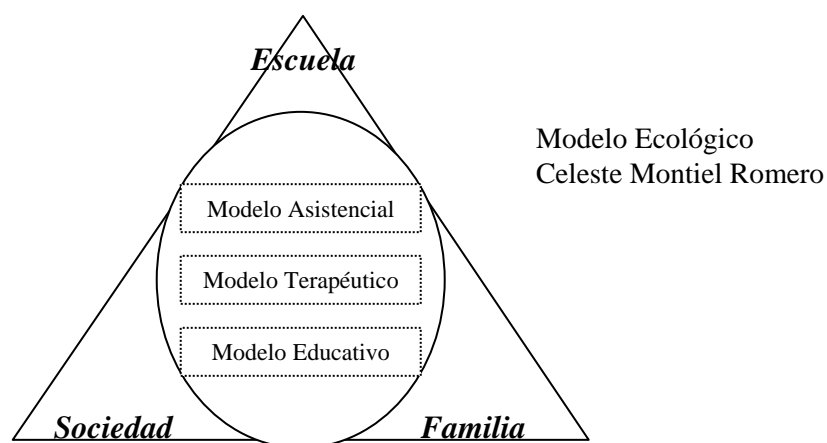 Escuela
Modelo Ecológico
Celeste Montiel Romero
Modelo Asistencial
Modelo Terapéutico
Modelo Educativo
Sociedad
Familia